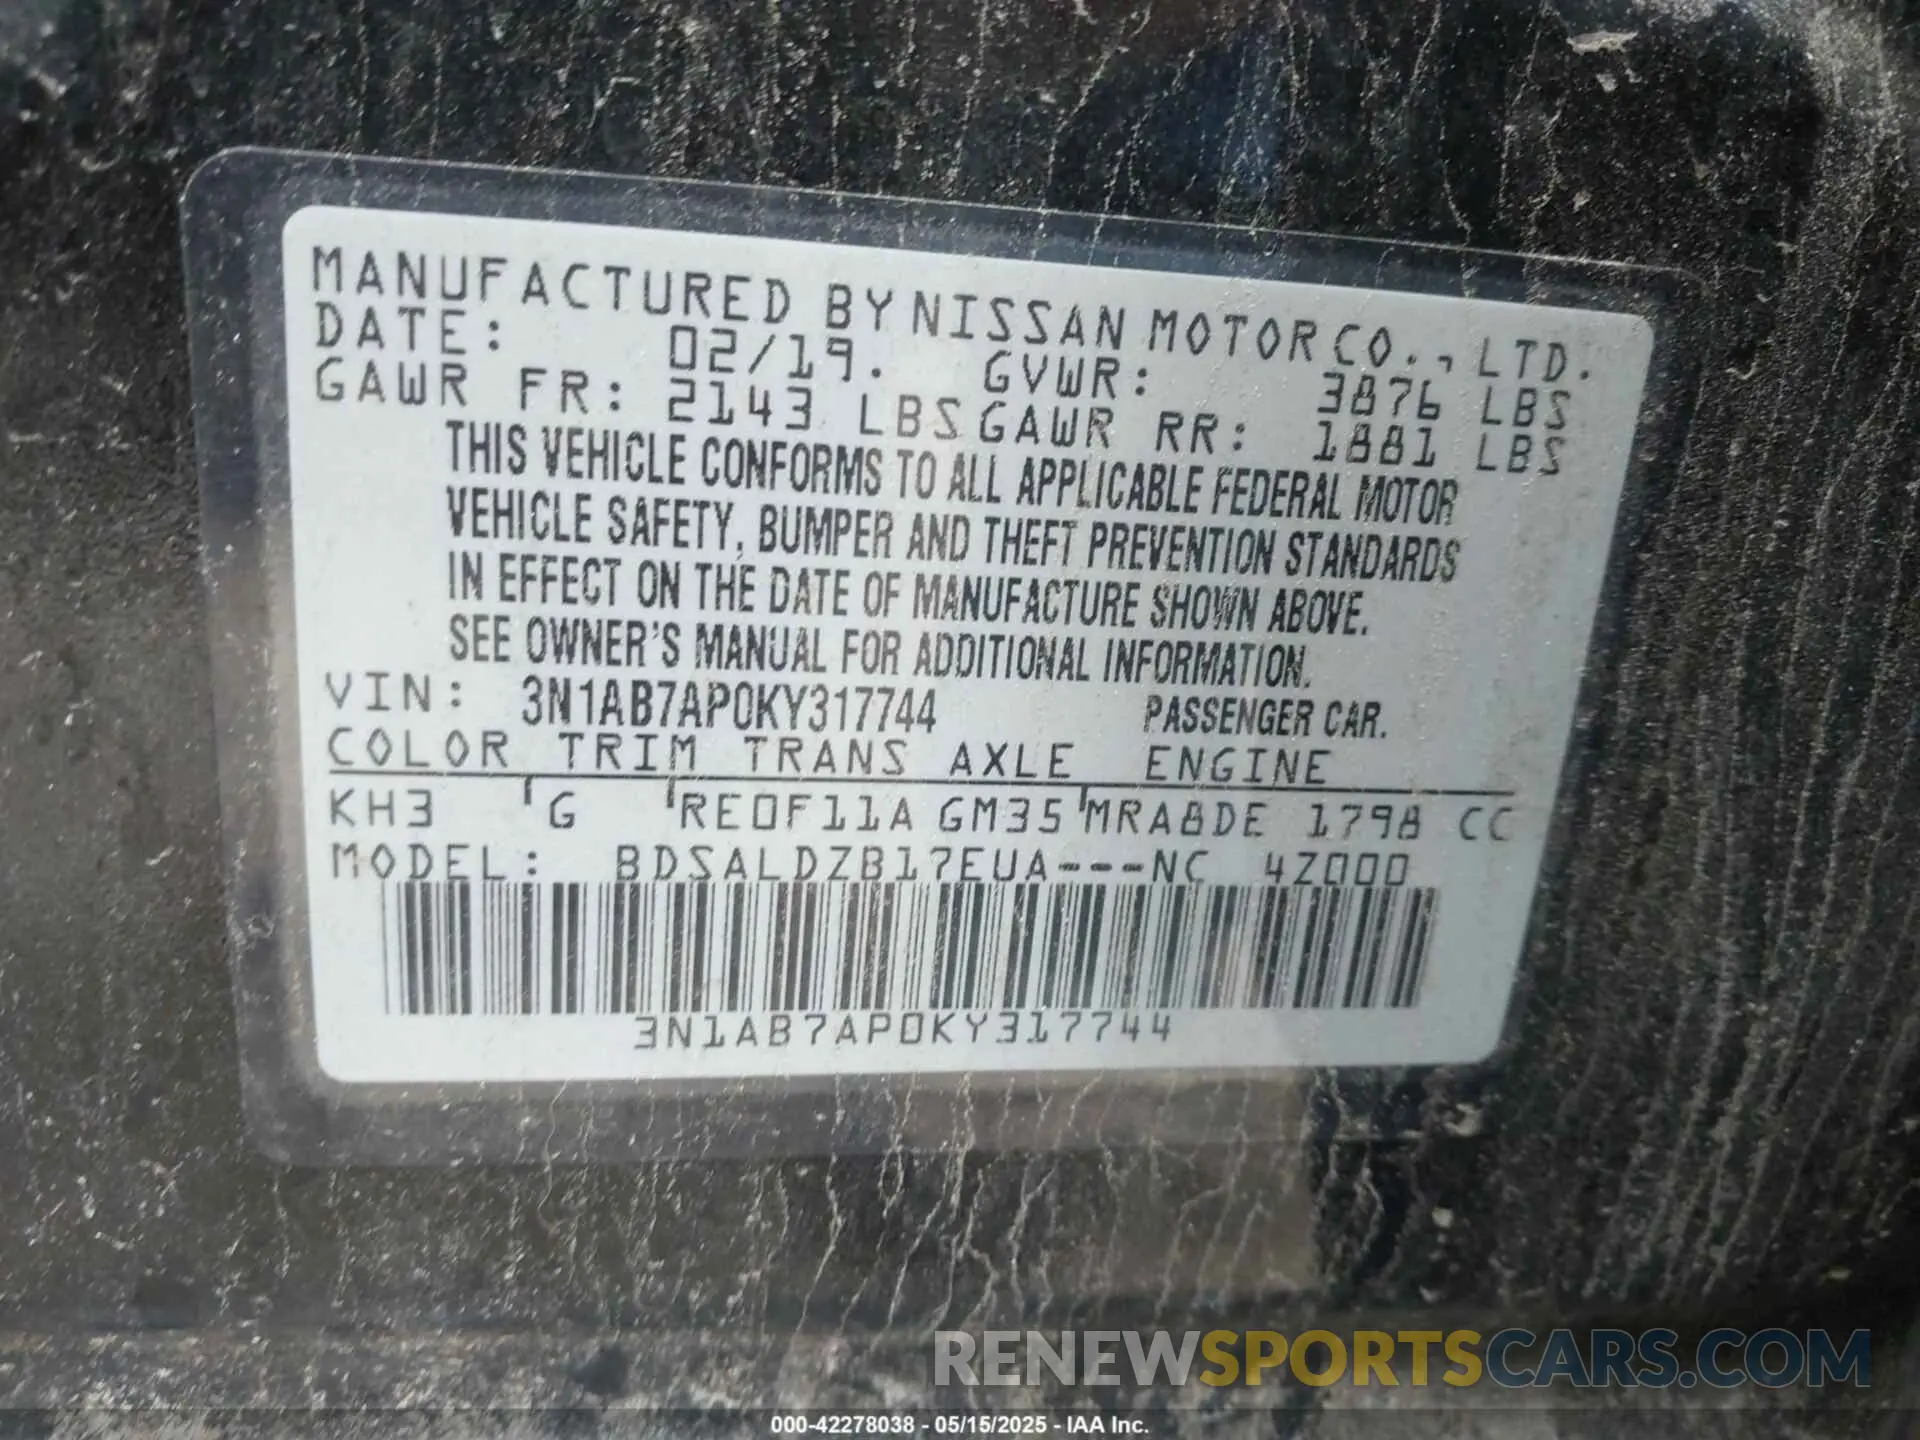 MANUFACTURED BY NISSAN MOTOR CO., LTD.
DATE: 02/19. GVWR: 3876 LBS
GAWR FR: 2143 LBS GAWR RR: 1881 LBS
THIS VEHICLE CONFORMS TO ALL APPLICABLE FEDERAL MOTOR
VEHICLE SAFETY, BUMPER AND THEFT PREVENTION STANDARDS
IN EFFECT ON THE DATE OF MANUFACTURE SHOWN ABOVE.
SEE OWNER'S MANUAL FOR ADDITIONAL INFORMATION.
VIN: 3N1AB7AP0KY317744 PASSENGER CAR.
COLOR TRIM TRANS AXLE ENGINE
KH3 G RE0F11A GM35 MRA8DE 1798 CC
MODEL: BDSALDZB17EUA---NC 4Z000
3N1AB7AP0KY317744
RENEWSPORTSCARS.COM
000-42278038 - 05/15/2025 - IAA Inc.